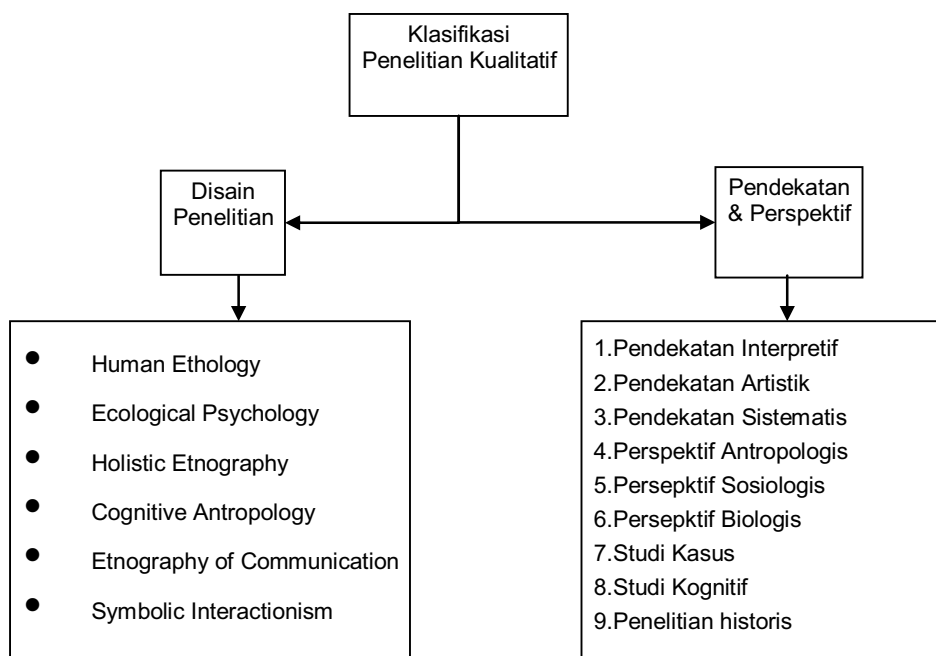 Klasifikasi
Penelitian Kualitatif
Disain
Penelitian
Pendekatan
& Perspektif
● Human Ethology
● Ecological Psychology
● Holistic Etnography
● Cognitive Antropology
● Etnography of Communication
● Symbolic Interactionism
1.Pendekatan Interpretif
2.Pendekatan Artistik
3.Pendekatan Sistematis
4.Perspektif Antropologis
5.Persepktif Sosiologis
6.Persepktif Biologis
7.Studi Kasus
8.Studi Kognitif
9.Penelitian historis